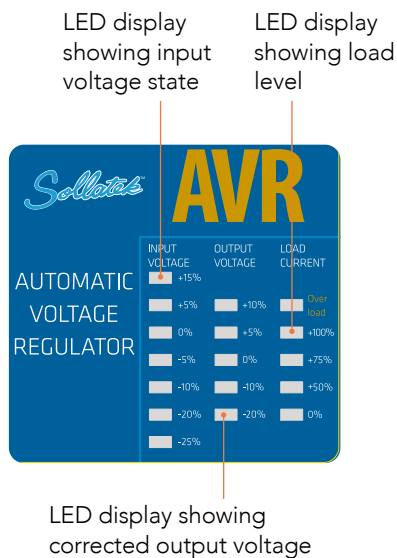 LED display
showing input
voltage state
LED display
showing load
level
Sollatek™
AVR
AUTOMATIC
VOLTAGE
REGULATOR
INPUT
VOLTAGE
+15%
+5%
0%
-5%
-10%
-20%
-25%
OUTPUT
VOLTAGE
+10%
+5%
0%
-10%
-20%
LOAD
CURRENT
Over
load
+100%
+75%
+50%
0%
LED display showing
corrected output voltage